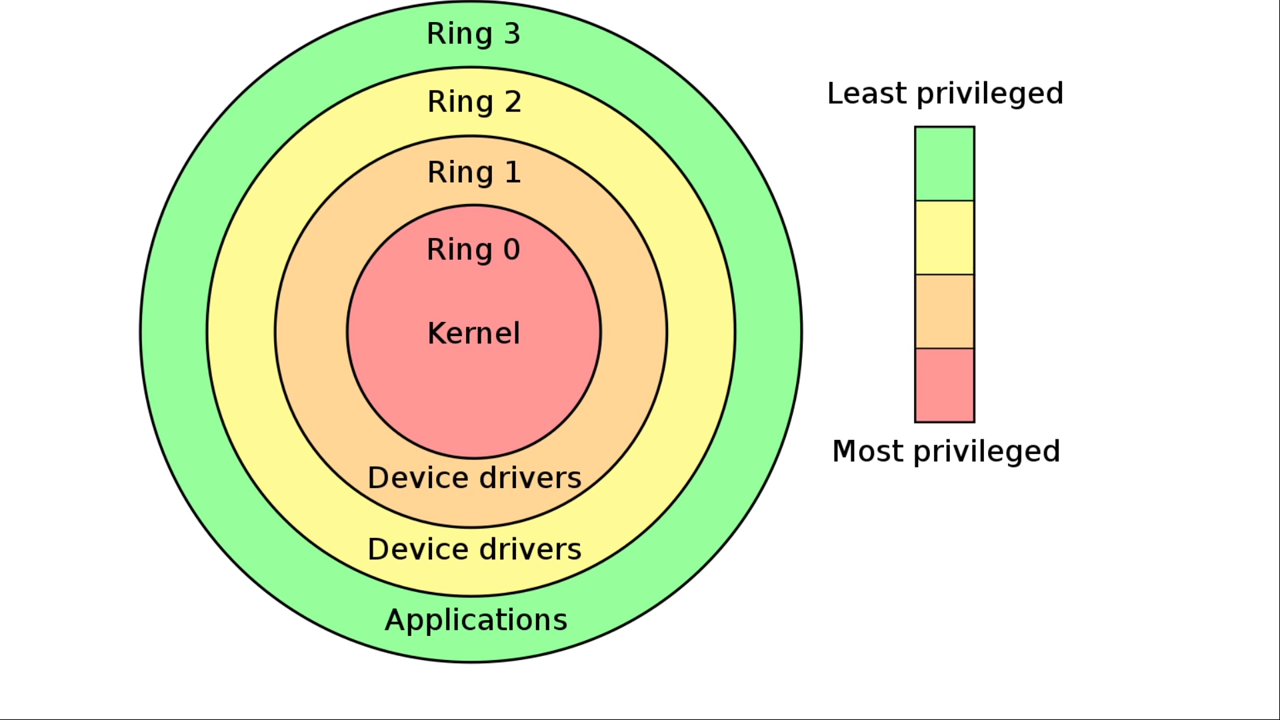 Ring 3
Ring 2
Ring 1
Ring 0
Kernel
Device drivers
Device drivers
Applications
Least privileged
Most privileged